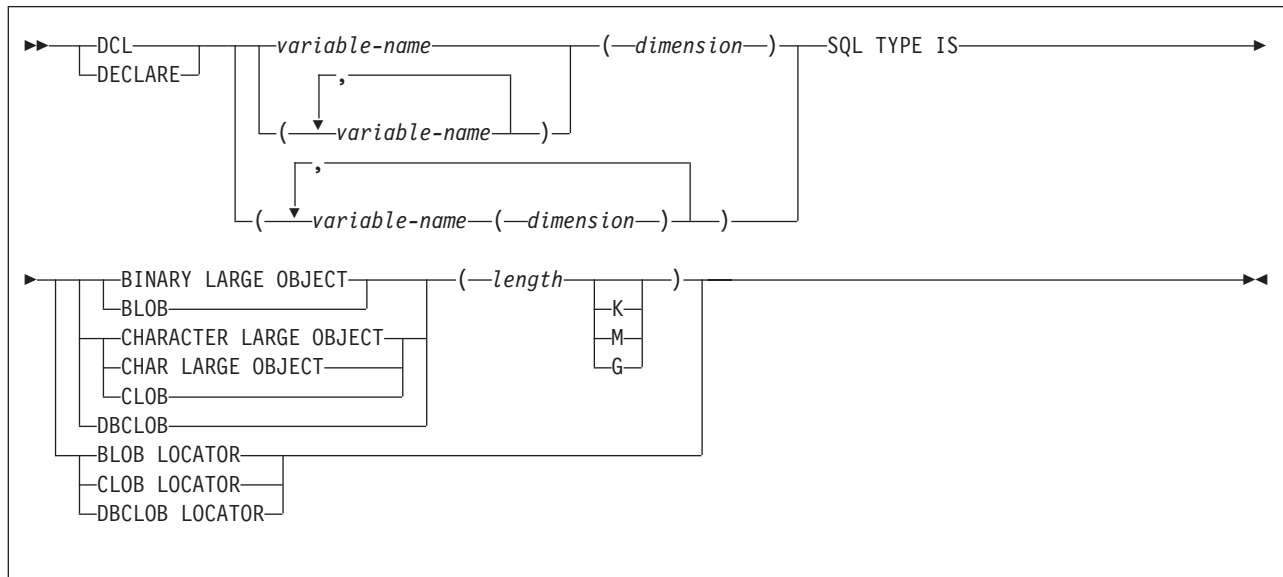 DCL variable-name ( dimension ) SQL TYPE IS
DECLARE
,
( variable-name )
,
( variable-name ( dimension ) )
BINARY LARGE OBJECT ( length )
BLOB K
CHARACTER LARGE OBJECT M
CHAR LARGE OBJECT G
CLOB
DBCLOB
BLOB LOCATOR
CLOB LOCATOR
DBCLOB LOCATOR